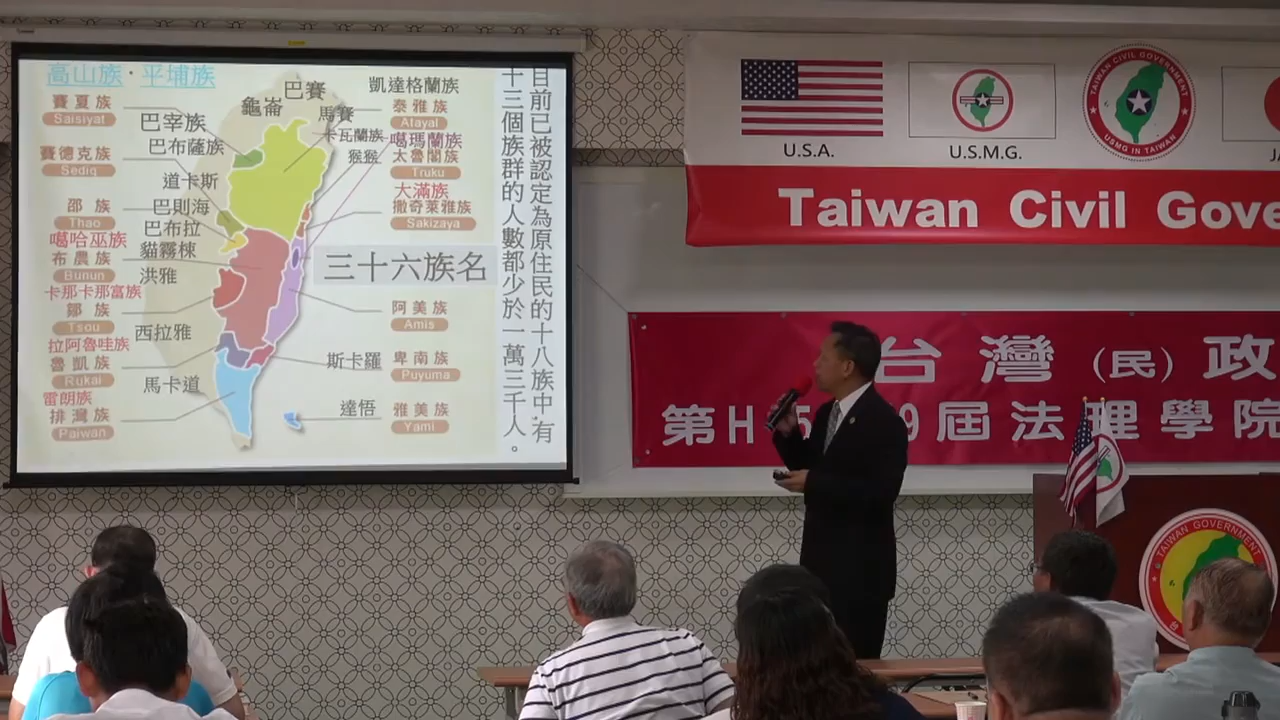 高山族·平埔族
賽夏族
Saisiyat
賽德克族
Sediq
邵 族
Thao
噶哈巫族
布農族
Bunun
卡那卡那富族
鄒 族
Tsou
拉阿魯哇族
魯凱族
Rukai
雷朗族
排灣族
Paiwan
巴宰族
巴布薩族
道卡斯
巴則海
巴布拉
貓霧棟
洪雅
西拉雅
馬卡道
龜崙
巴賽
馬賽
卡瓦蘭族
猴猴
凱達格蘭族
泰雅族
Atayal
噶瑪蘭族
太魯閣族
Truku
大滿族
撒奇萊雅族
Sakizaya
三十六族名
阿美族
Amis
斯卡羅
卑南族
Puyuma
達悟
雅美族
Yami
目前已被認定為原住民的十八族中,有
十三個族群的人數都少於一萬三千人。
U.S.A.
U.S.M.G.
TAIWAN CIVIL GOVERNMENT
USMG IN TAIWAN
JA
Taiwan Civil Gove
台灣(民)政
第H 5 9屆法理學院
TAIWAN GOVERNMENT